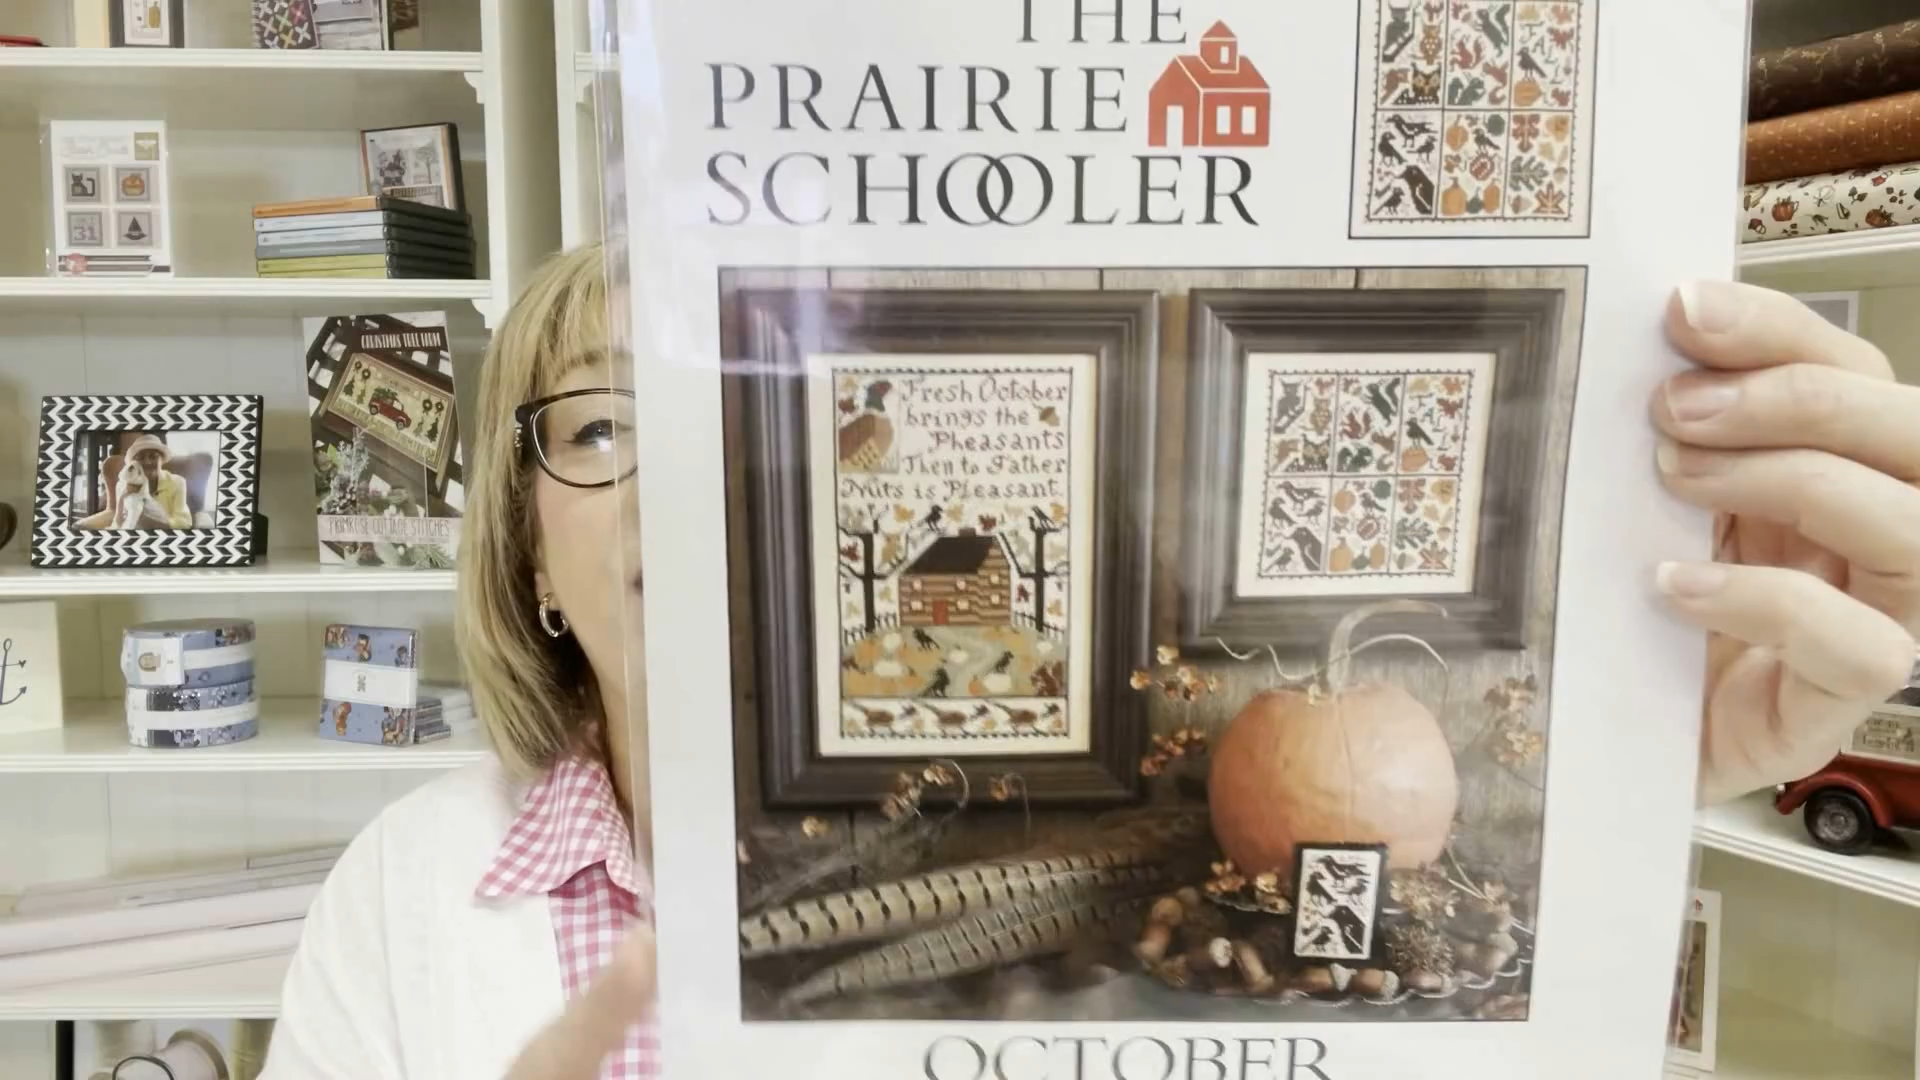 THE
PRAIRIE
SCHOOLER
Fresh October
brings the
Pheasants
Then to Gather
Nuts is Pleasant.
OCTOBER
CHRISTMAS TREE FARM
PRIMROSE COTTAGE STITCHES
31